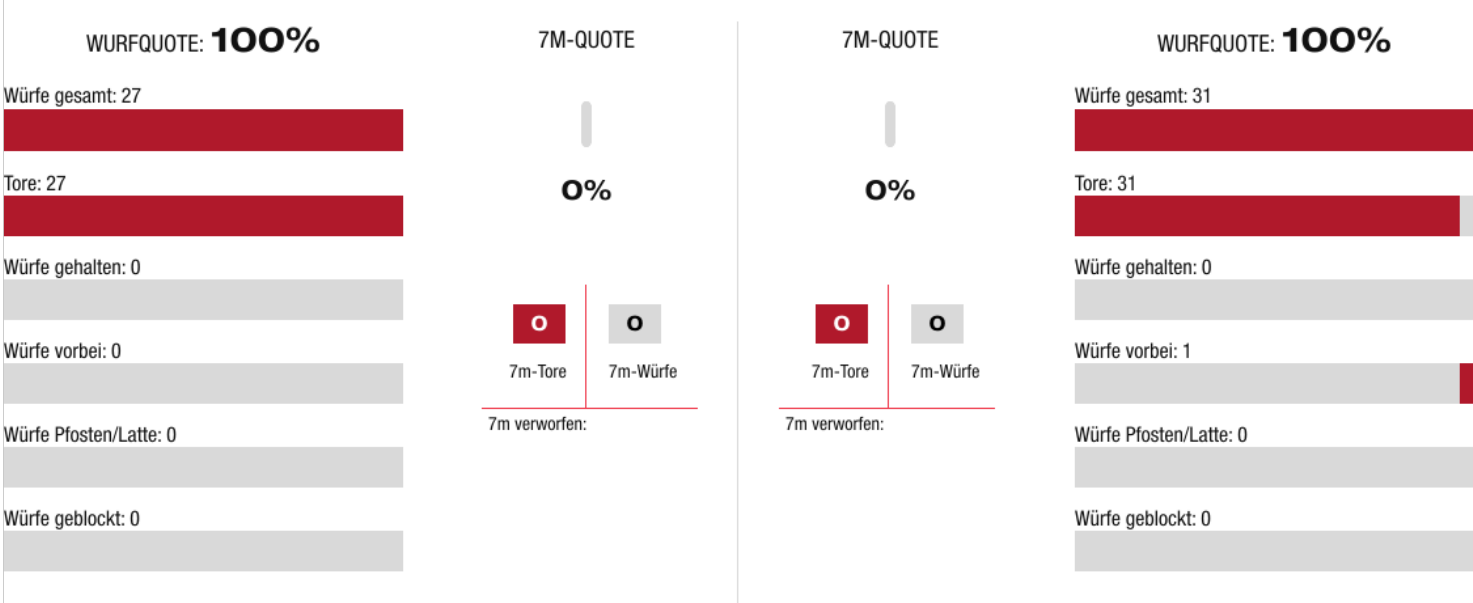 WURFQUOTE: 100%
Würfe gesamt: 27
Tore: 27
Würfe gehalten: 0
Würfe vorbei: 0
Würfe Pfosten/Latte: 0
Würfe geblockt: 0
7M-QUOTE
0%
0
0
7m-Tore
7m-Würfe
7m verworfen:
7M-QUOTE
0%
0
0
7m-Tore
7m-Würfe
7m verworfen:
WURFQUOTE: 100%
Würfe gesamt: 31
Tore: 31
Würfe gehalten: 0
Würfe vorbei: 1
Würfe Pfosten/Latte: 0
Würfe geblockt: 0